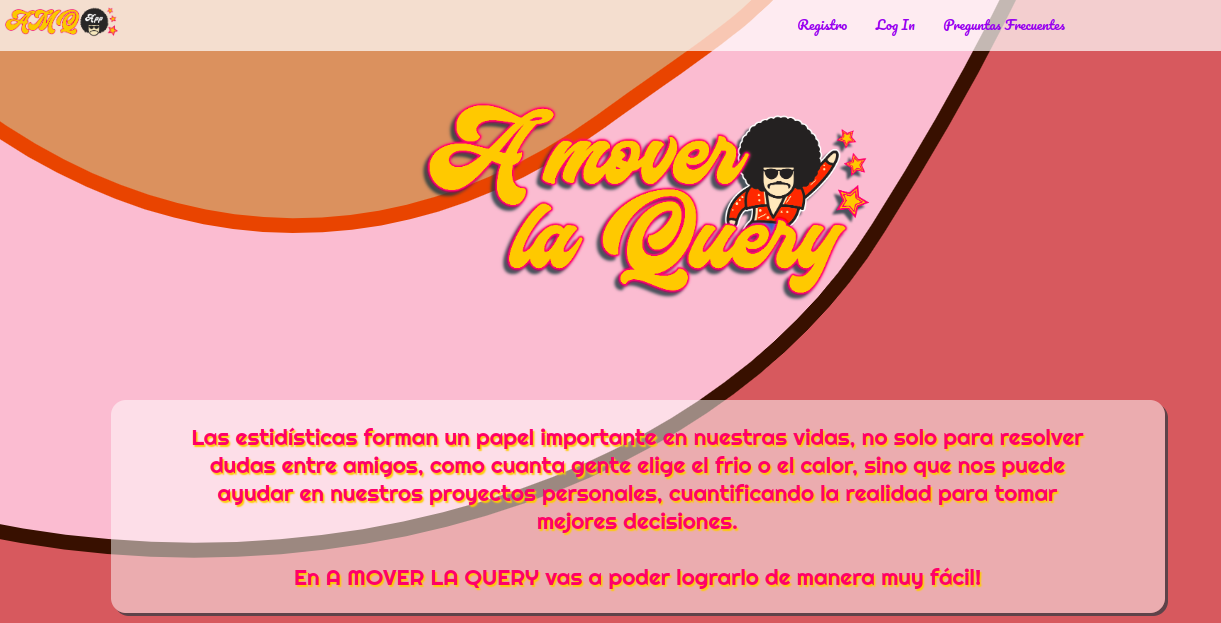 AMQ App
Registro Log In Preguntas Frecuentes
A mover
la Query
Las estidísticas forman un papel importante en nuestras vidas, no solo para resolver
dudas entre amigos, como cuanta gente elige el frio o el calor, sino que nos puede
ayudar en nuestros proyectos personales, cuantificando la realidad para tomar
mejores decisiones.
En A MOVER LA QUERY vas a poder lograrlo de manera muy fácil!